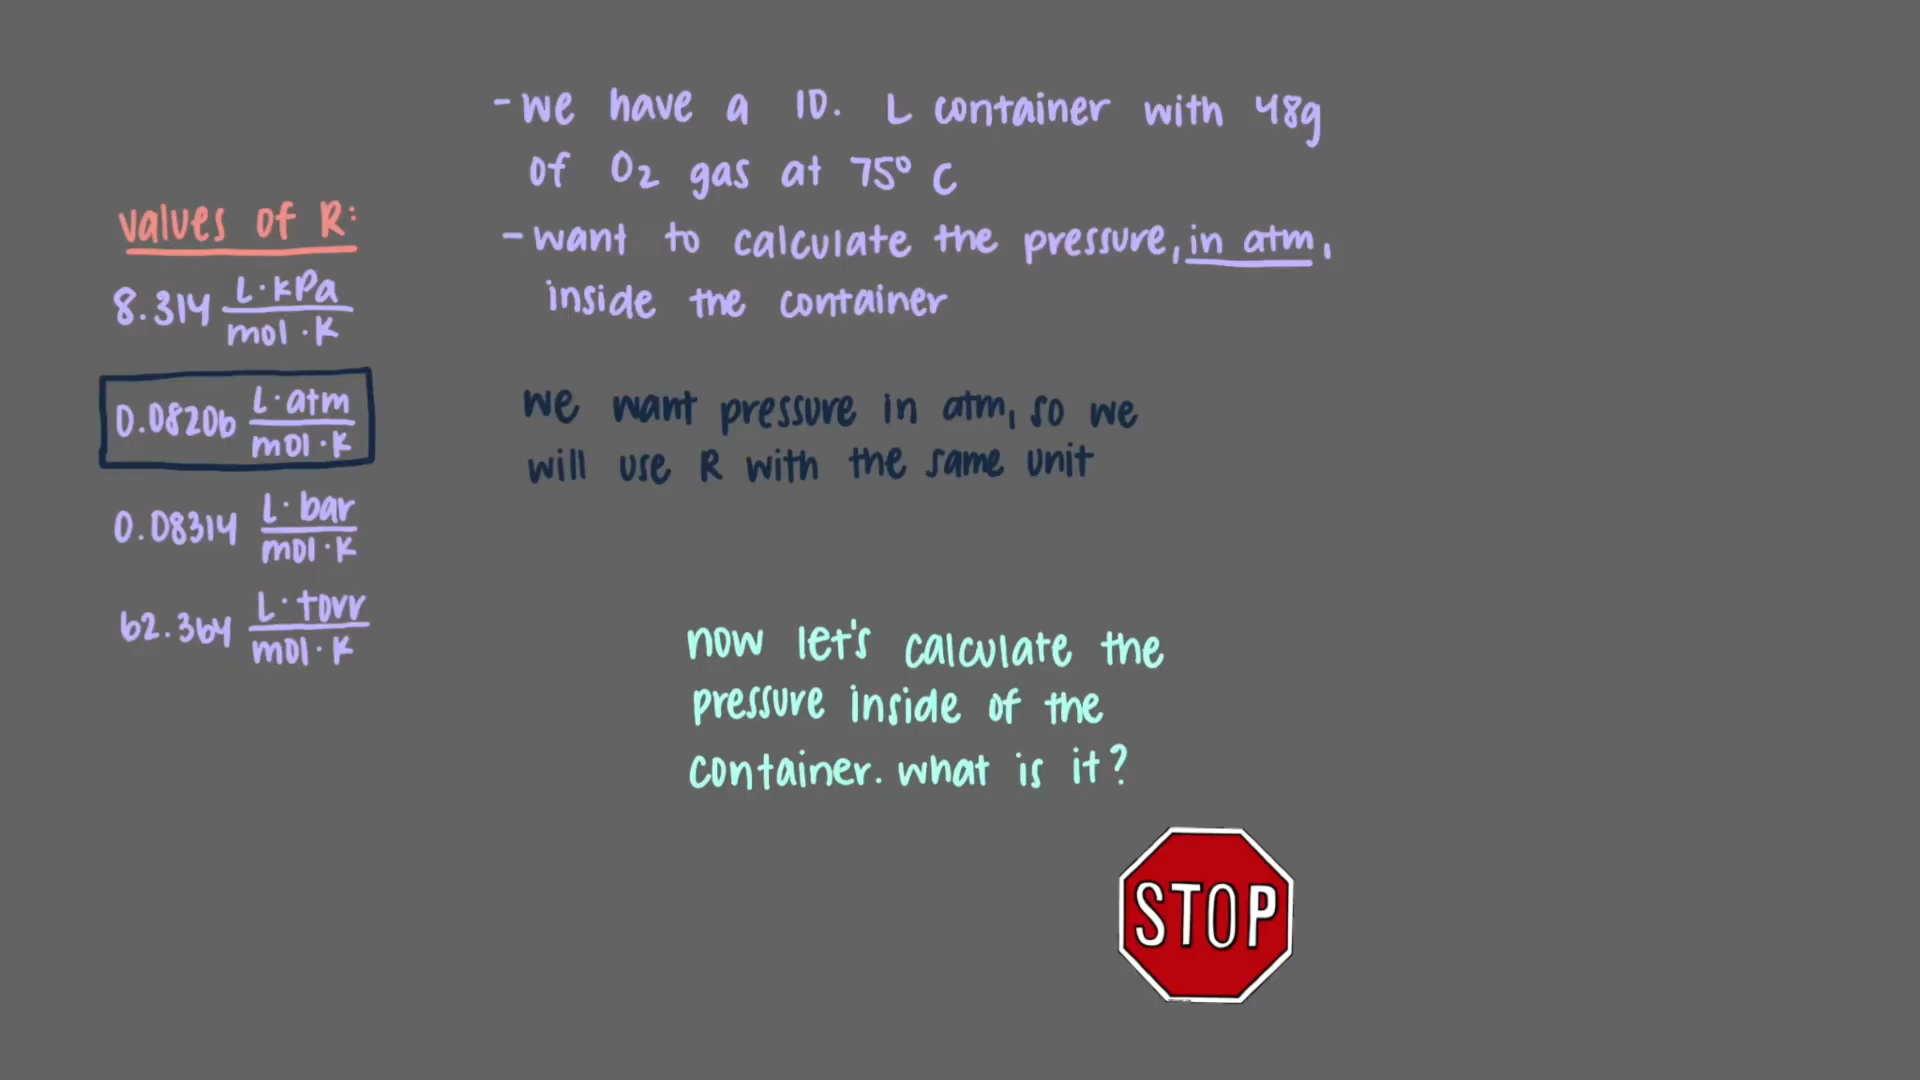 - we have a 10. L container with 48g
of O₂ gas at 75° C
- want to calculate the pressure, in atm,
inside the container
values of R:
8.314 L·kPa
mol·K
0.08206 L·atm
mol·K
0.08314 L·bar
mol·K
62.364 L·torr
mol·K
we want pressure in atm, so we
will use R with the same unit
now let's calculate the
pressure inside of the
container. what is it?
STOP